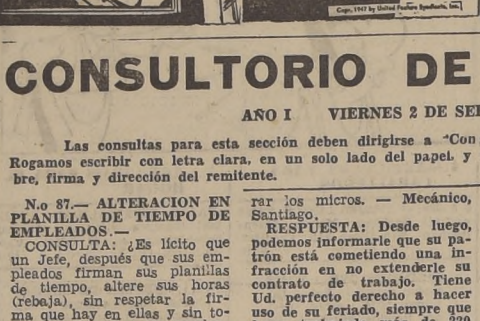 Copr. 1947 by United Feature Syndicate, Inc.
CONSULTORIO DE
AÑO I VIERNES 2 DE SE
Las consultas para esta sección deben dirigirse a "Con
Rogamos escribir con letra clara, en un solo lado del papel, y
bre, firma y dirección del remitente.
N.o 87.— ALTERACION EN
PLANILLA DE TIEMPO DE
EMPLEADOS.—
CONSULTA: ¿Es lícito que
un Jefe, después que sus em-
pleados firman sus planillas
de tiempo, altere sus horas
(rebaja), sin respetar la fir-
ma que hay en ellas y sin to-
rar los micros. — Mecánico,
Santiago.
RESPUESTA: Desde luego,
podemos informarle que su pa-
trón está cometiendo una in-
fracción en no extenderle su
contrato de trabajo. Tiene
Ud. perfecto derecho a hacer
uso de su feriado, siempre que